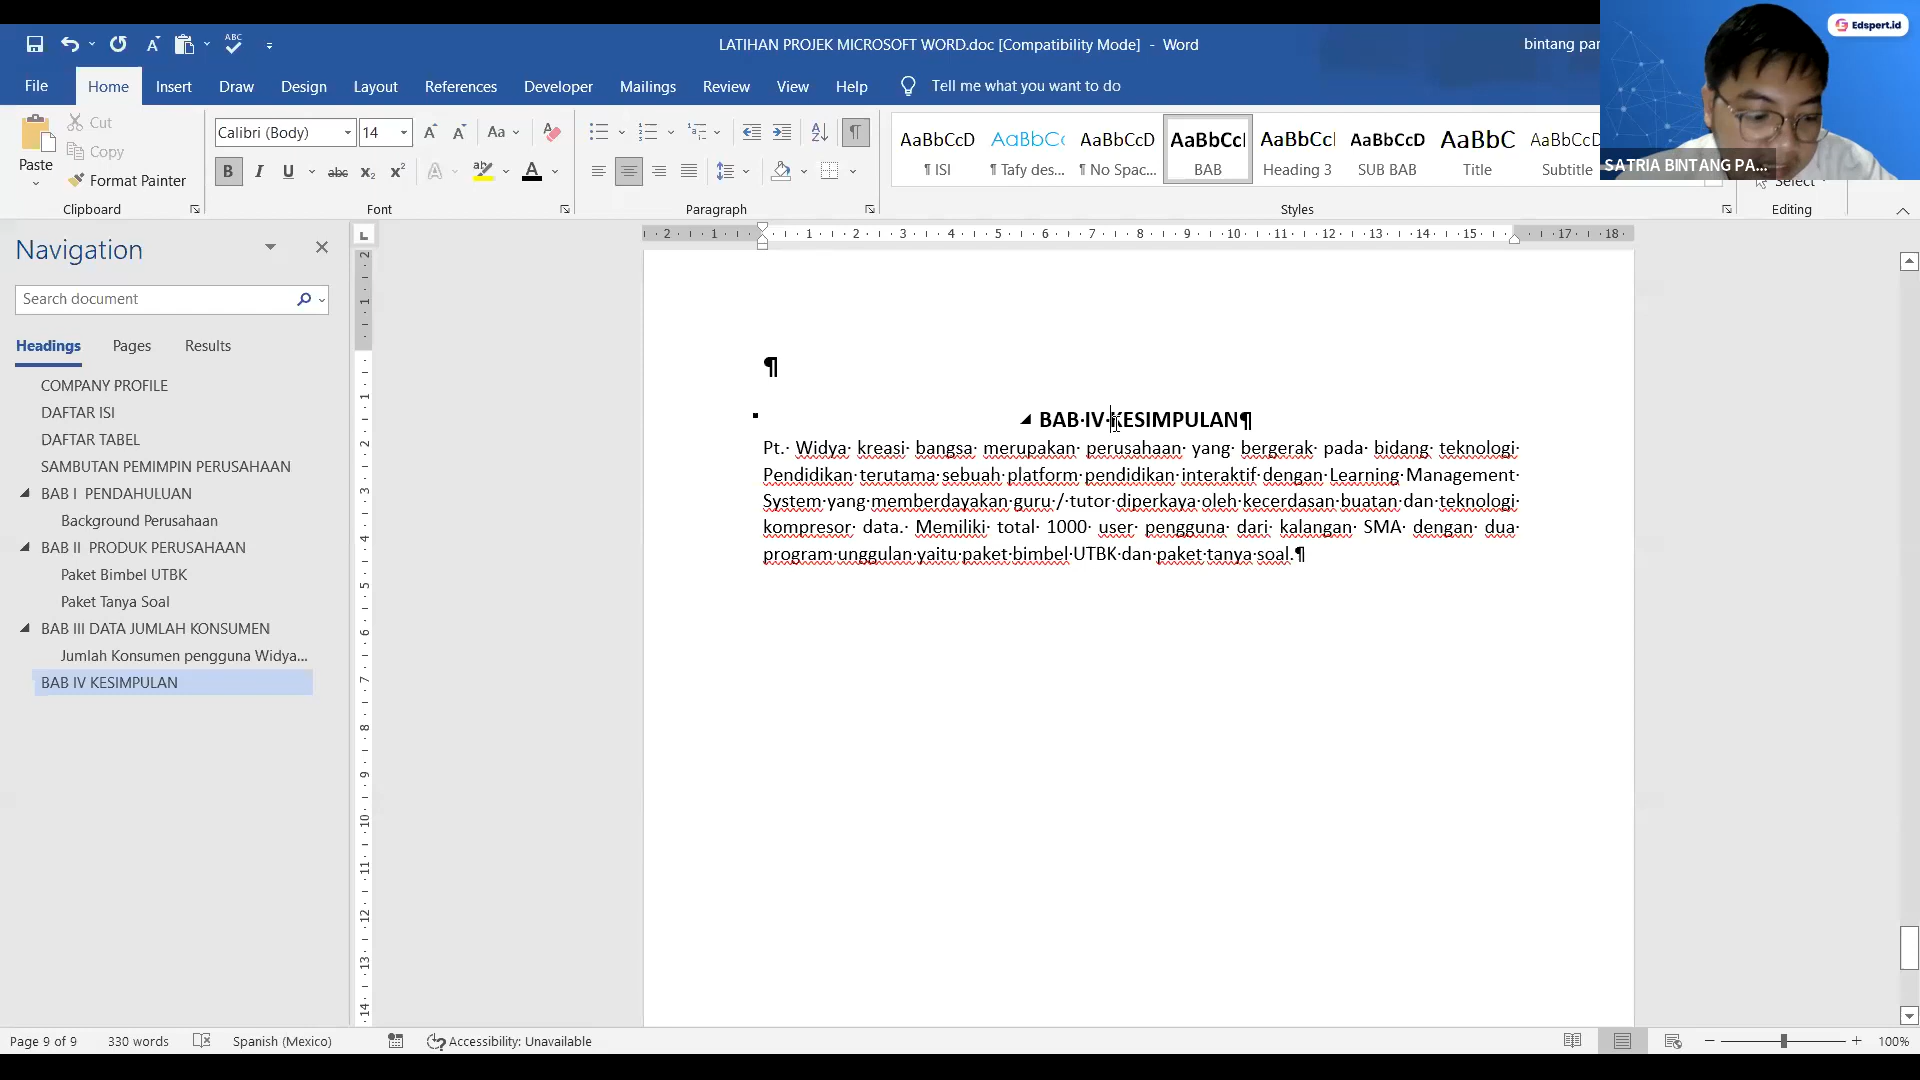 Edspert.id
LATIHAN PROJEK MICROSOFT WORD.doc [Compatibility Mode] - Word
bintang par
SATRIA BINTANG PA...
File Home Insert Draw Design Layout References Developer Mailings Review View Help Tell me what you want to do
Paste
Cut
Copy
Format Painter
Clipboard
Calibri (Body) 14
Font
Paragraph
AaBbCcD AaBbCc AaBbCcD AaBbCcI AaBbCcI AaBbCcD AaBbC AaBbCcD
¶ ISI ¶ Tafy des... ¶ No Spac... BAB Heading 3 SUB BAB Title Subtitle
Styles
Select
Editing
Navigation
Search document
Headings Pages Results
COMPANY PROFILE
DAFTAR ISI
DAFTAR TABEL
SAMBUTAN PEMIMPIN PERUSAHAAN
BAB I PENDAHULUAN
Background Perusahaan
BAB II PRODUK PERUSAHAAN
Paket Bimbel UTBK
Paket Tanya Soal
BAB III DATA JUMLAH KONSUMEN
Jumlah Konsumen pengguna Widya...
BAB IV KESIMPULAN
¶
BAB·IV·KESIMPULAN¶
Pt.· Widya· kreasi· bangsa· merupakan· perusahaan· yang· bergerak· pada· bidang· teknologi·
Pendidikan·terutama·sebuah·platform·pendidikan·interaktif·dengan·Learning·Management·
System·yang·memberdayakan·guru·/·tutor·diperkaya·oleh·kecerdasan·buatan·dan·teknologi·
kompresor· data.· Memiliki· total· 1000· user· pengguna· dari· kalangan· SMA· dengan· dua·
program·unggulan·yaitu·paket·bimbel·UTBK·dan·paket·tanya·soal.¶
Page 9 of 9 330 words Spanish (Mexico) Accessibility: Unavailable 100%